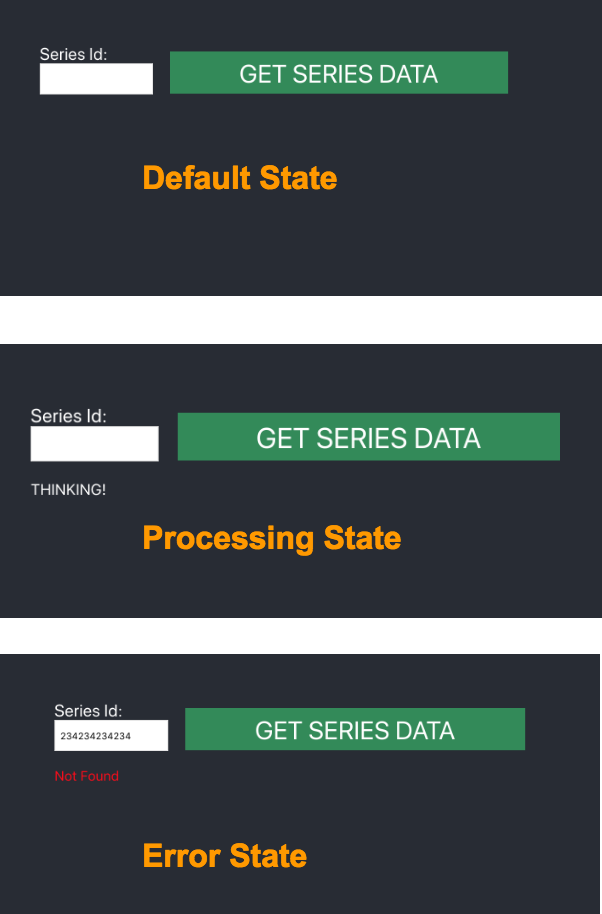 Series Id:
GET SERIES DATA
Default State
Series Id:
GET SERIES DATA
THINKING!
Processing State
Series Id:
234234234234
GET SERIES DATA
Not Found
Error State